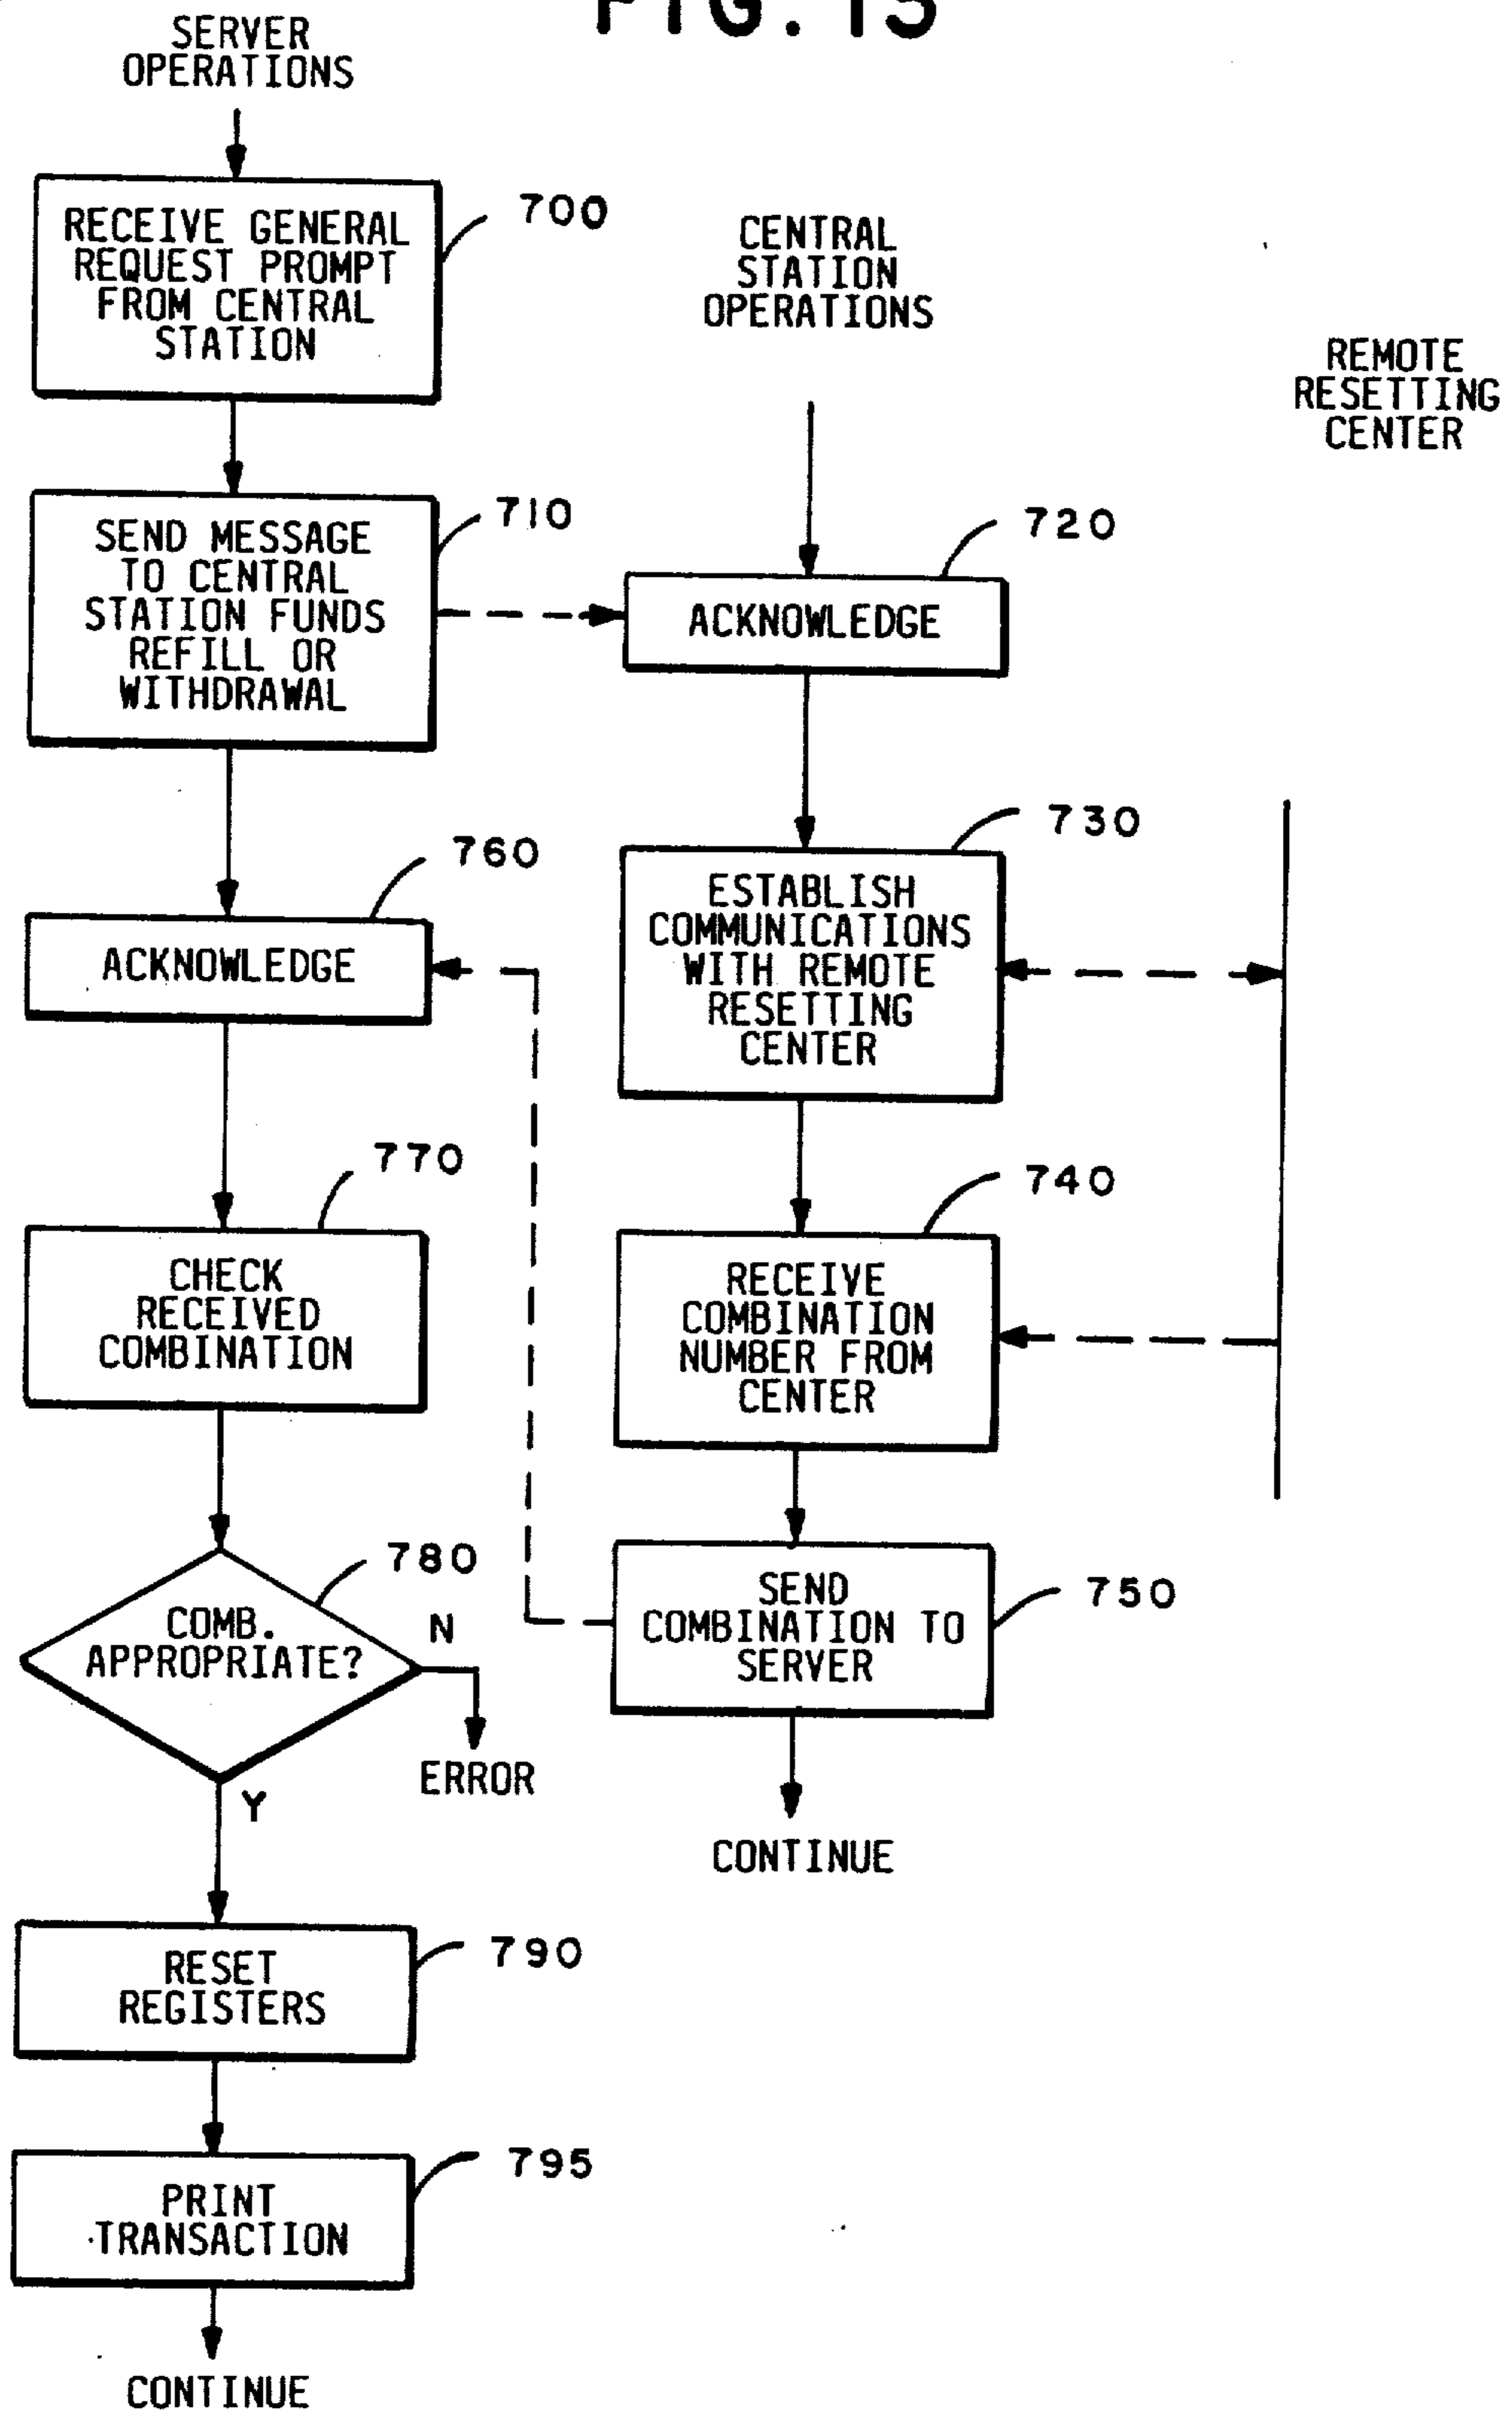 FIG. 13
SERVER
OPERATIONS
RECEIVE GENERAL
REQUEST PROMPT
FROM CENTRAL
STATION
700
CENTRAL
STATION
OPERATIONS
REMOTE
RESETTING
CENTER
SEND MESSAGE
TO CENTRAL
STATION FUNDS
REFILL OR
WITHDRAWAL
710
ACKNOWLEDGE
720
ESTABLISH
COMMUNICATIONS
WITH REMOTE
RESETTING
CENTER
730
ACKNOWLEDGE
760
CHECK
RECEIVED
COMBINATION
770
RECEIVE
COMBINATION
NUMBER FROM
CENTER
740
COMB.
APPROPRIATE?
780
N
ERROR
Y
SEND
COMBINATION TO
SERVER
750
CONTINUE
RESET
REGISTERS
790
PRINT
TRANSACTION
795
CONTINUE